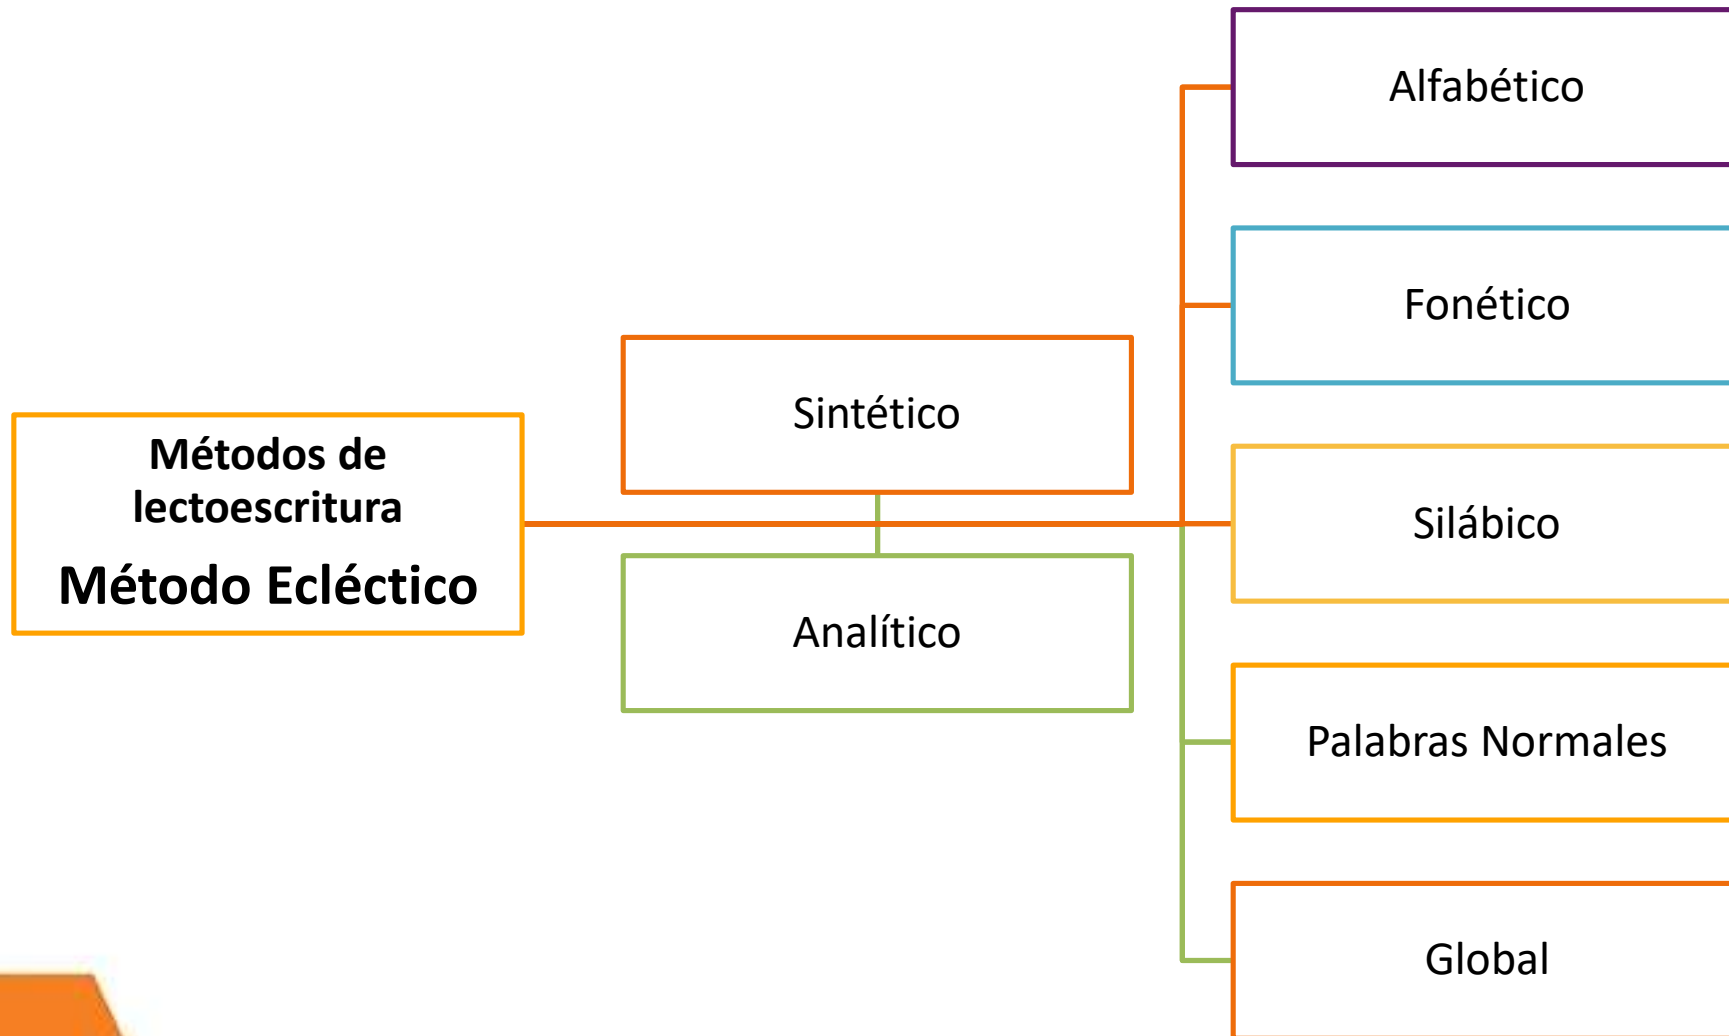 Métodos de
lectoescritura
Método Ecléctico
Sintético
Analítico
Alfabético
Fonético
Silábico
Palabras Normales
Global